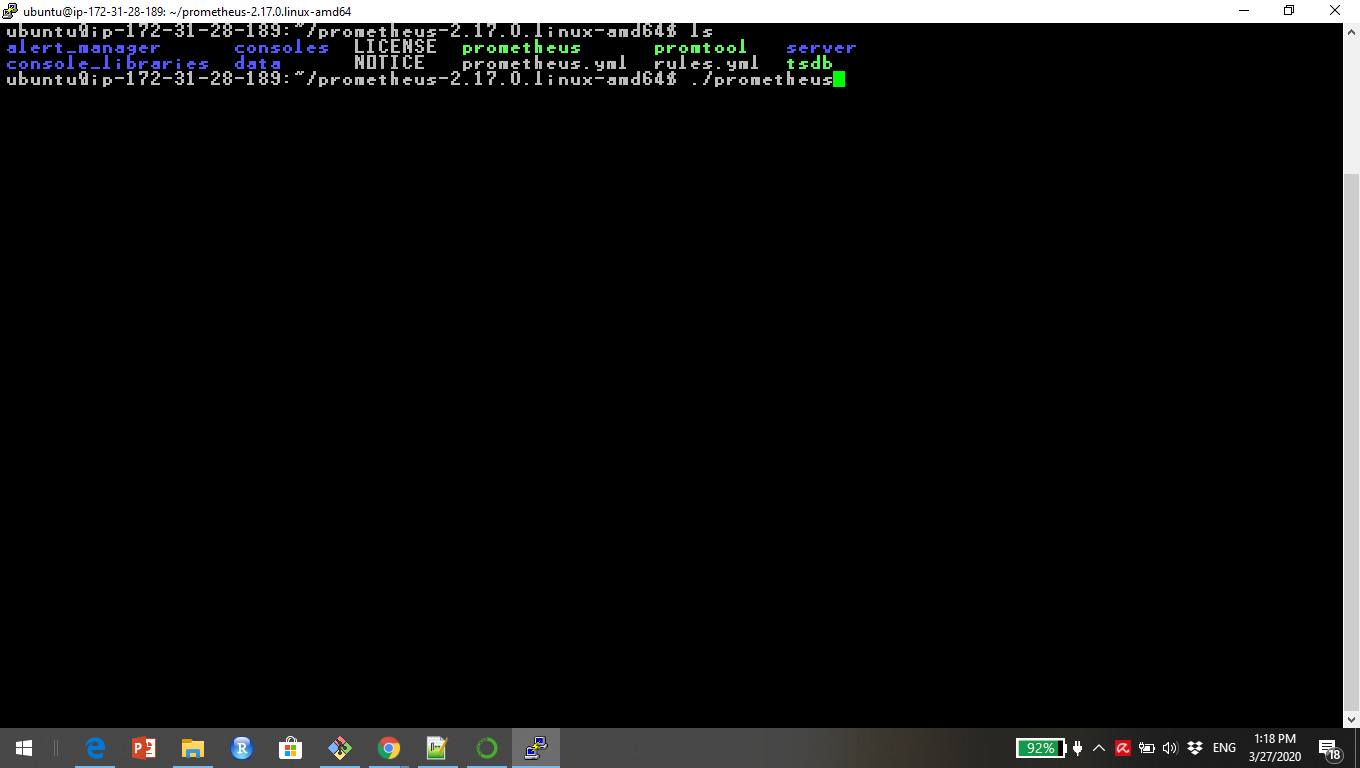 ubuntu@ip-172-31-28-189: ~/prometheus-2.17.0.linux-amd64
ubuntu@ip-172-31-28-189:~/prometheus-2.17.0.linux-amd64$ ls
alert_manager consoles LICENSE prometheus promtool server
console_libraries data NOTICE prometheus.yml rules.yml tsdb
ubuntu@ip-172-31-28-189:~/prometheus-2.17.0.linux-amd64$ ./prometheus
92% ENG 1:18 PM
3/27/2020 18